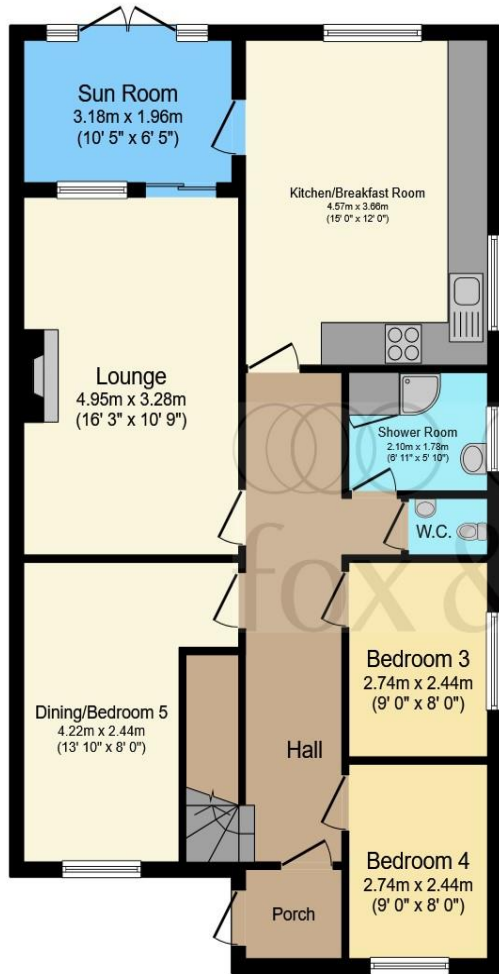 Sun Room
3.18m x 1.96m
(10' 5" x 6' 5")
Kitchen/Breakfast Room
4.57m x 3.66m
(15' 0" x 12' 0")
Lounge
4.95m x 3.28m
(16' 3" x 10' 9")
Shower Room
2.10m x 1.78m
(6' 11" x 5' 10")
W.C.
fox &
Bedroom 3
2.74m x 2.44m
(9' 0" x 8' 0")
Dining/Bedroom 5
4.22m x 2.44m
(13' 10" x 8' 0")
Hall
Bedroom 4
2.74m x 2.44m
(9' 0" x 8' 0")
Porch